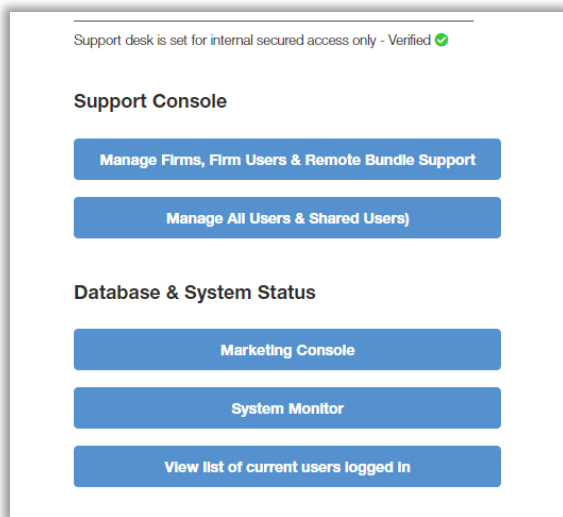 Support desk is set for internal secured access only - Verified
Support Console
Manage Firms, Firm Users & Remote Bundle Support
Manage All Users & Shared Users)
Database & System Status
Marketing Console
System Monitor
View list of current users logged in